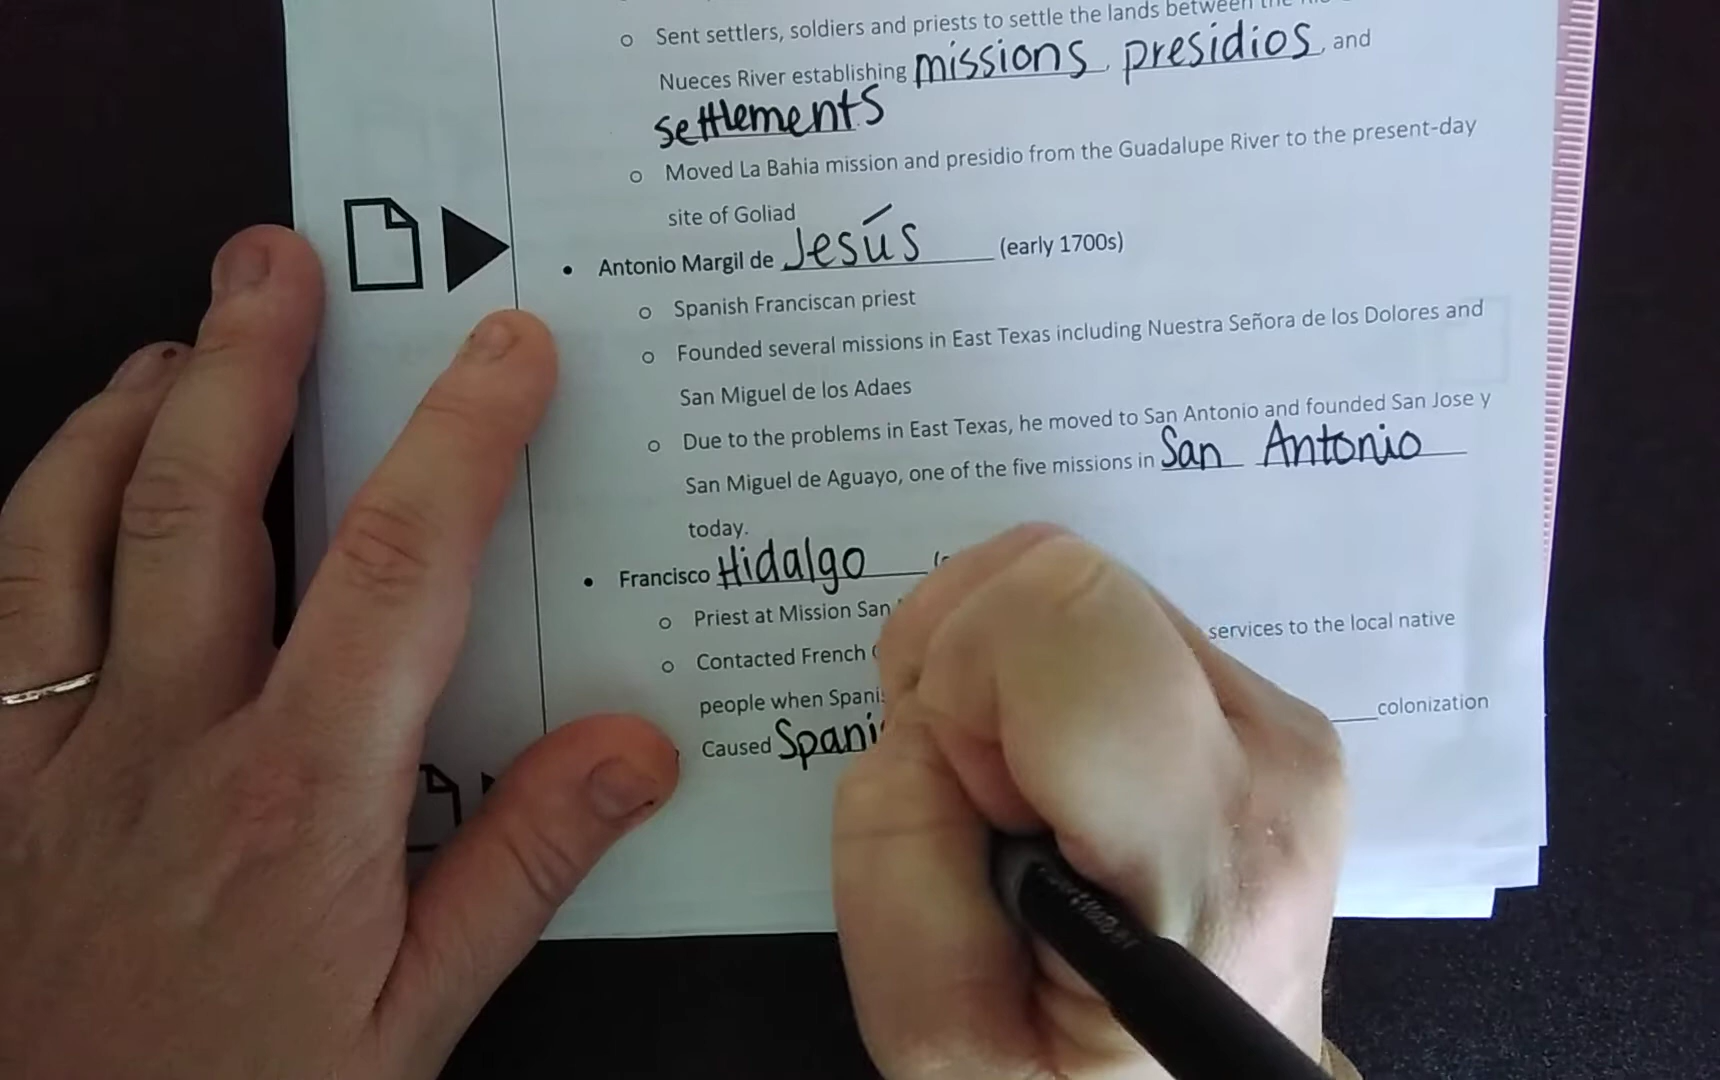 Sent settlers, soldiers and priests to settle the lands between the
Nueces River establishing missions, presidios, and
settlements.
Moved La Bahia mission and presidio from the Guadalupe River to the present-day
site of Goliad
Antonio Margil de Jesús (early 1700s)
Spanish Franciscan priest
Founded several missions in East Texas including Nuestra Señora de los Dolores and
San Miguel de los Adaes
Due to the problems in East Texas, he moved to San Antonio and founded San Jose y
San Miguel de Aguayo, one of the five missions in San Antonio
today.
Francisco Hidalgo
Priest at Mission San
Contacted French services to the local native
people when colonization
Caused